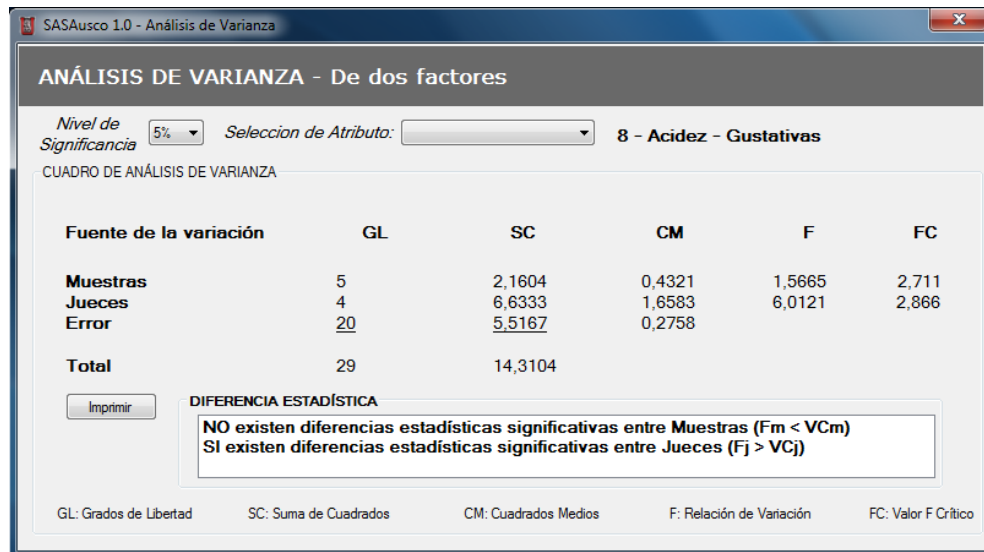 SASAusco 1.0 - Análisis de Varianza
x
ANÁLISIS DE VARIANZA - De dos factores
Nivel de Significancia 5% Seleccion de Atributo: 8 - Acidez - Gustativas
CUADRO DE ANÁLISIS DE VARIANZA
Fuente de la variación GL SC CM F FC
Muestras 5 2,1604 0,4321 1,5665 2,711
Jueces 4 6,6333 1,6583 6,0121 2,866
Error 20 5,5167 0,2758
Total 29 14,3104
Imprimir
DIFERENCIA ESTADÍSTICA
NO existen diferencias estadísticas significativas entre Muestras (Fm < VCm)
SI existen diferencias estadísticas significativas entre Jueces (Fj > VCj)
GL: Grados de Libertad SC: Suma de Cuadrados CM: Cuadrados Medios F: Relación de Variación FC: Valor F Crítico